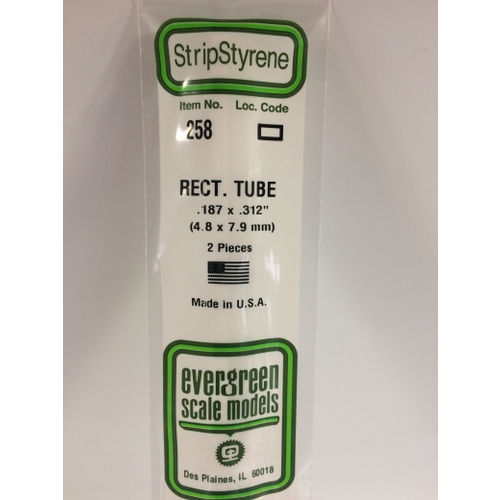 StripStyrene
Item No. Loc. Code
258
RECT. TUBE
.187 x .312"
(4.8 x 7.9 mm)
2 Pieces
Made in U.S.A.
evergreen
scale models
Des Plaines, IL 60018